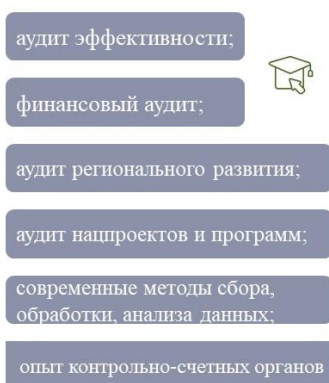 аудит эффективности;
финансовый аудит;
аудит регионального развития;
аудит нацпроектов и программ;
современные методы сбора,
обработки, анализа данных;
опыт контрольно-счетных органов